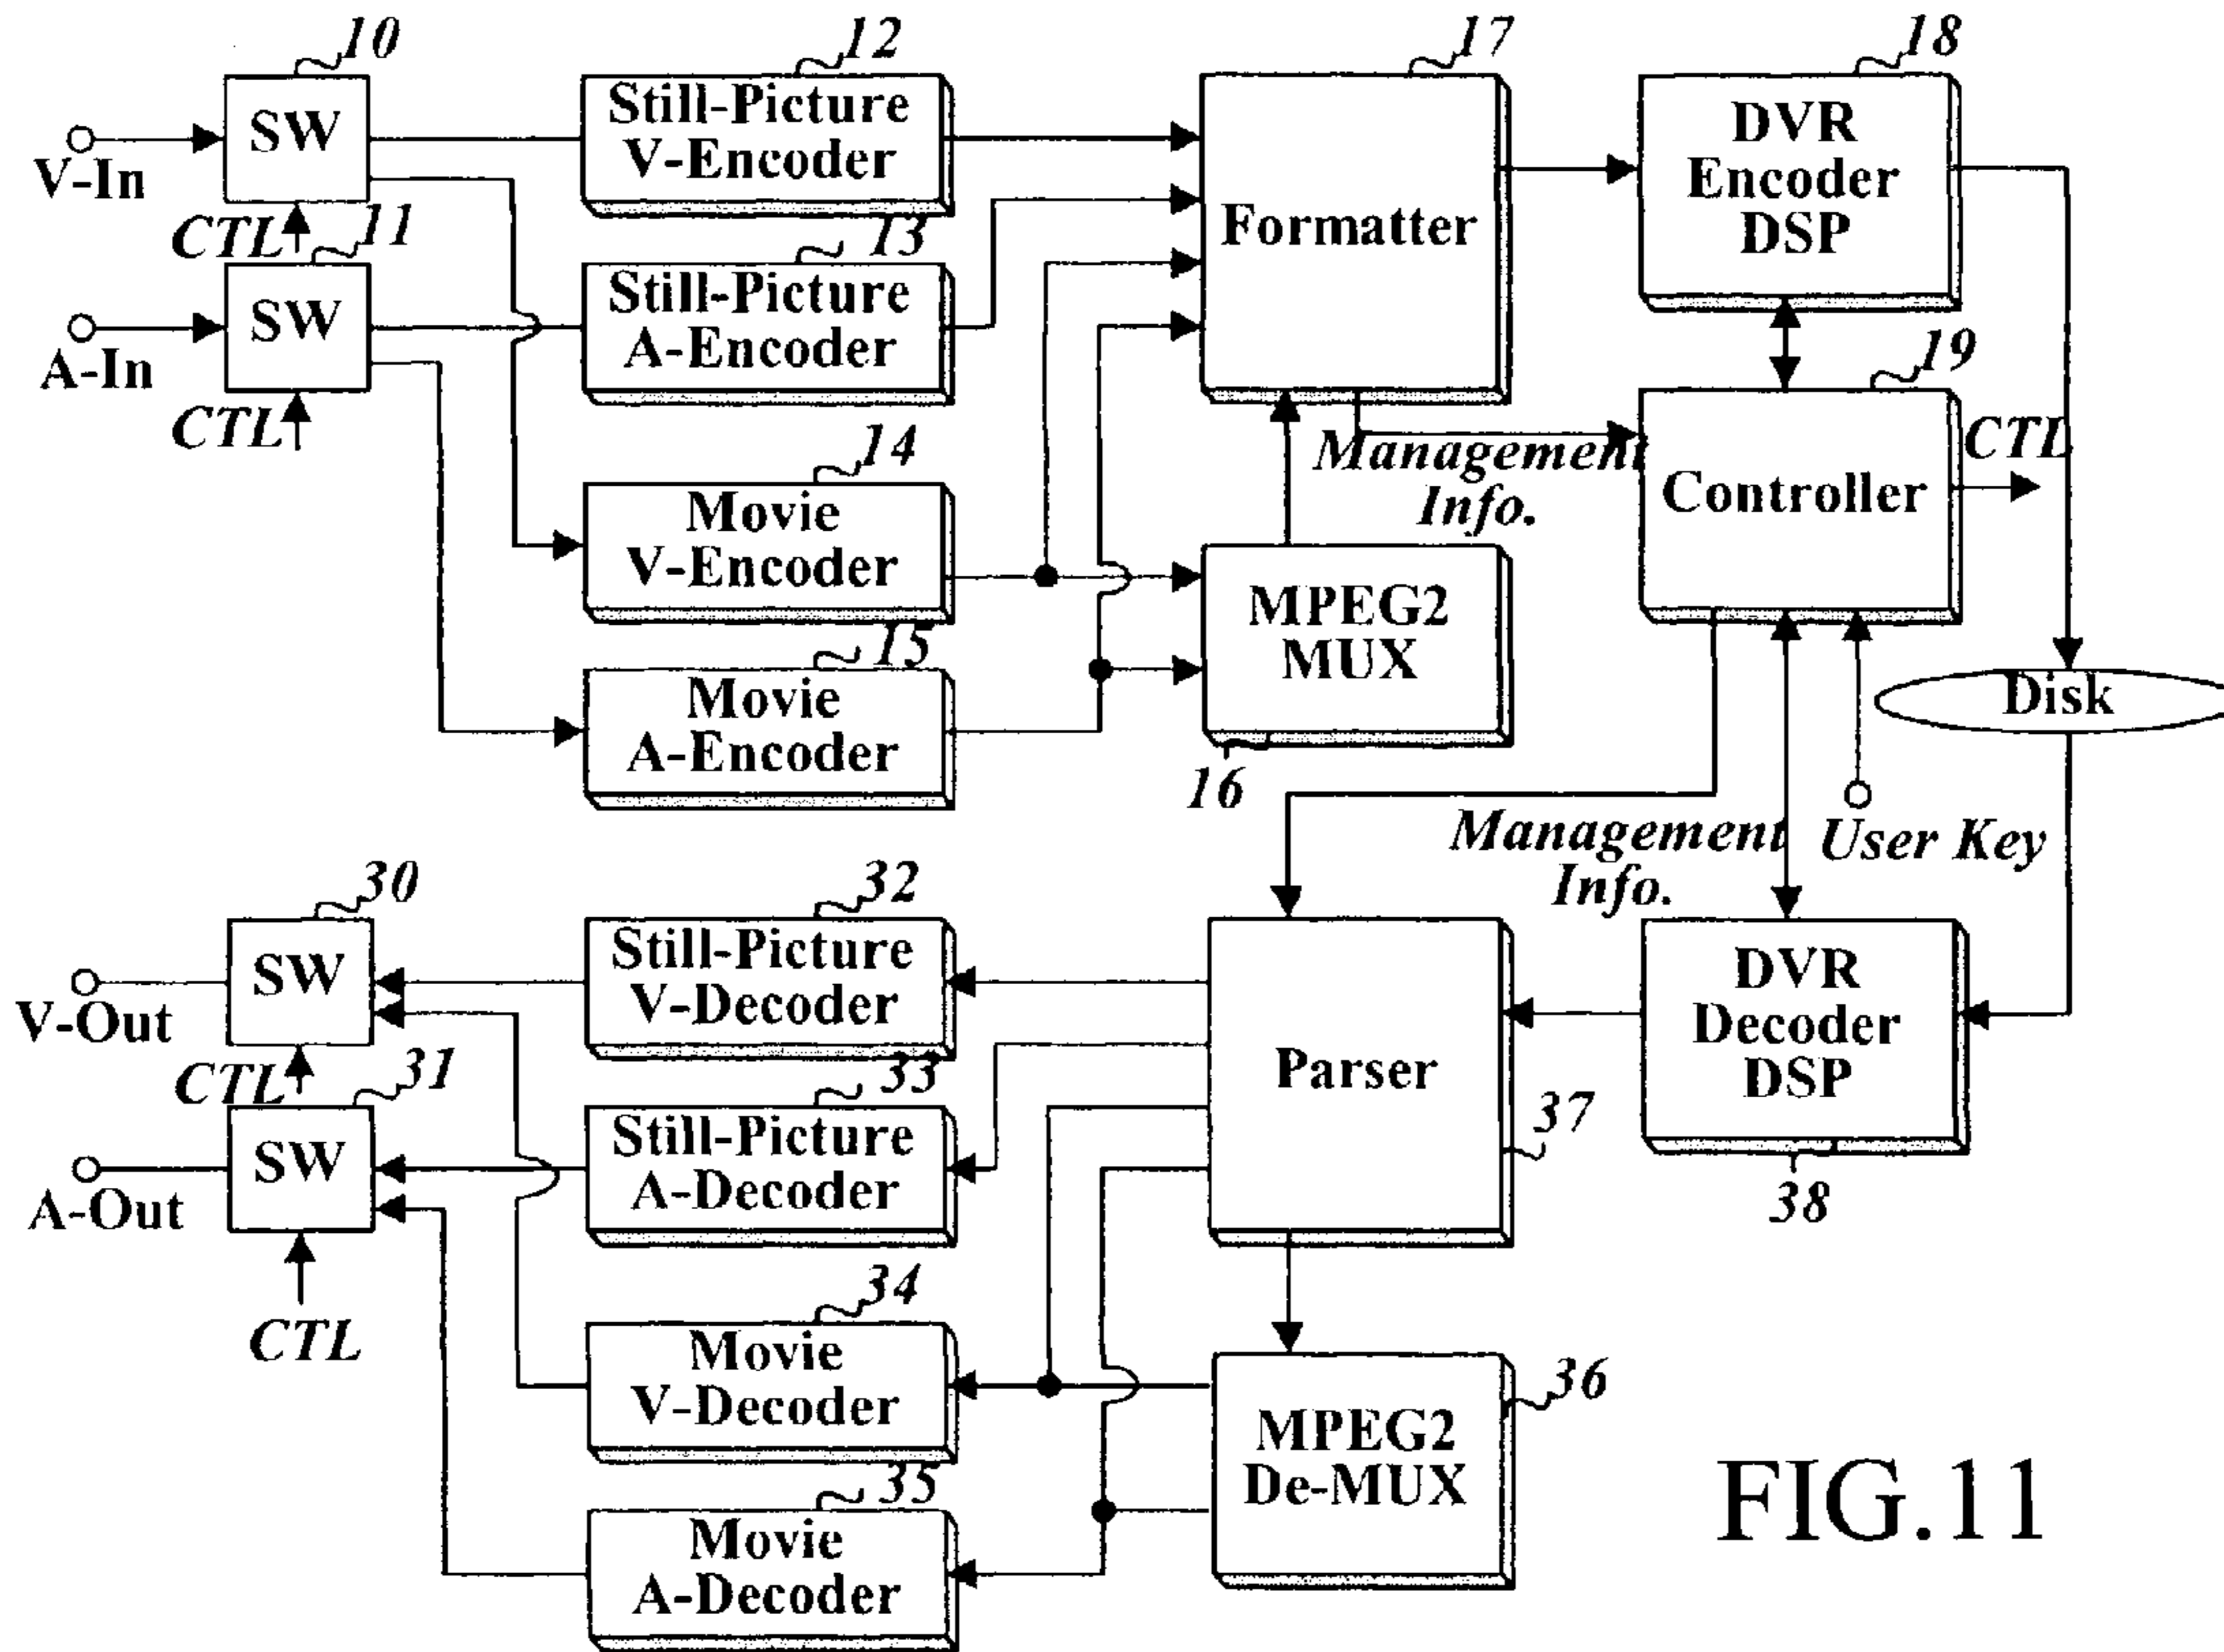 10
12
17
18
SW
Still-Picture
V-Encoder
Formatter
DVR
Encoder
DSP
V-In
CTL
11
13
SW
Still-Picture
A-Encoder
A-In
CTL
19
Management
Info.
Controller
CTL
14
Movie
V-Encoder
MPEG2
MUX
15
Movie
A-Encoder
16
Disk
Management
Info.
User Key
30
32
SW
Still-Picture
V-Decoder
Parser
DVR
Decoder
DSP
V-Out
CTL
31
33
SW
Still-Picture
A-Decoder
A-Out
37
38
CTL
34
Movie
V-Decoder
36
MPEG2
De-MUX
35
Movie
A-Decoder
FIG.11